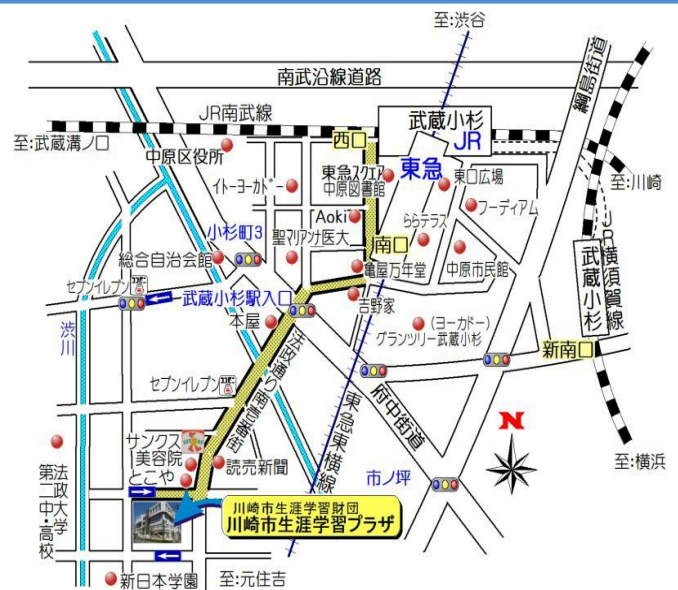 至:渋谷
南武沿線道路
綱島街道
JR南武線
武蔵小杉
JR
至:武蔵溝ノ口
西口
中原区役所
東急
東急スクエア
中原図書館
東口広場
至:川崎
イトーヨーカドー
フーディアム
Aoki
ららテラス
小杉町3
聖マリアンナ医大
南口
中原市民館
JR横須賀線
武蔵小杉
総合自治会館
亀屋万年堂
セブンイレブン
武蔵小杉駅入口
吉野家
本屋
(ヨーカドー)
グランツリー武蔵小杉
新南口
渋川
法政通り南壱番街
セブンイレブン
府中街道
東急東横線
N
サンクス
美容院
とこや
読売新聞
市ノ坪
至:横浜
法政大学
第二中・高校
川崎市生涯学習財団
川崎市生涯学習プラザ
新日本学園
至:元住吉